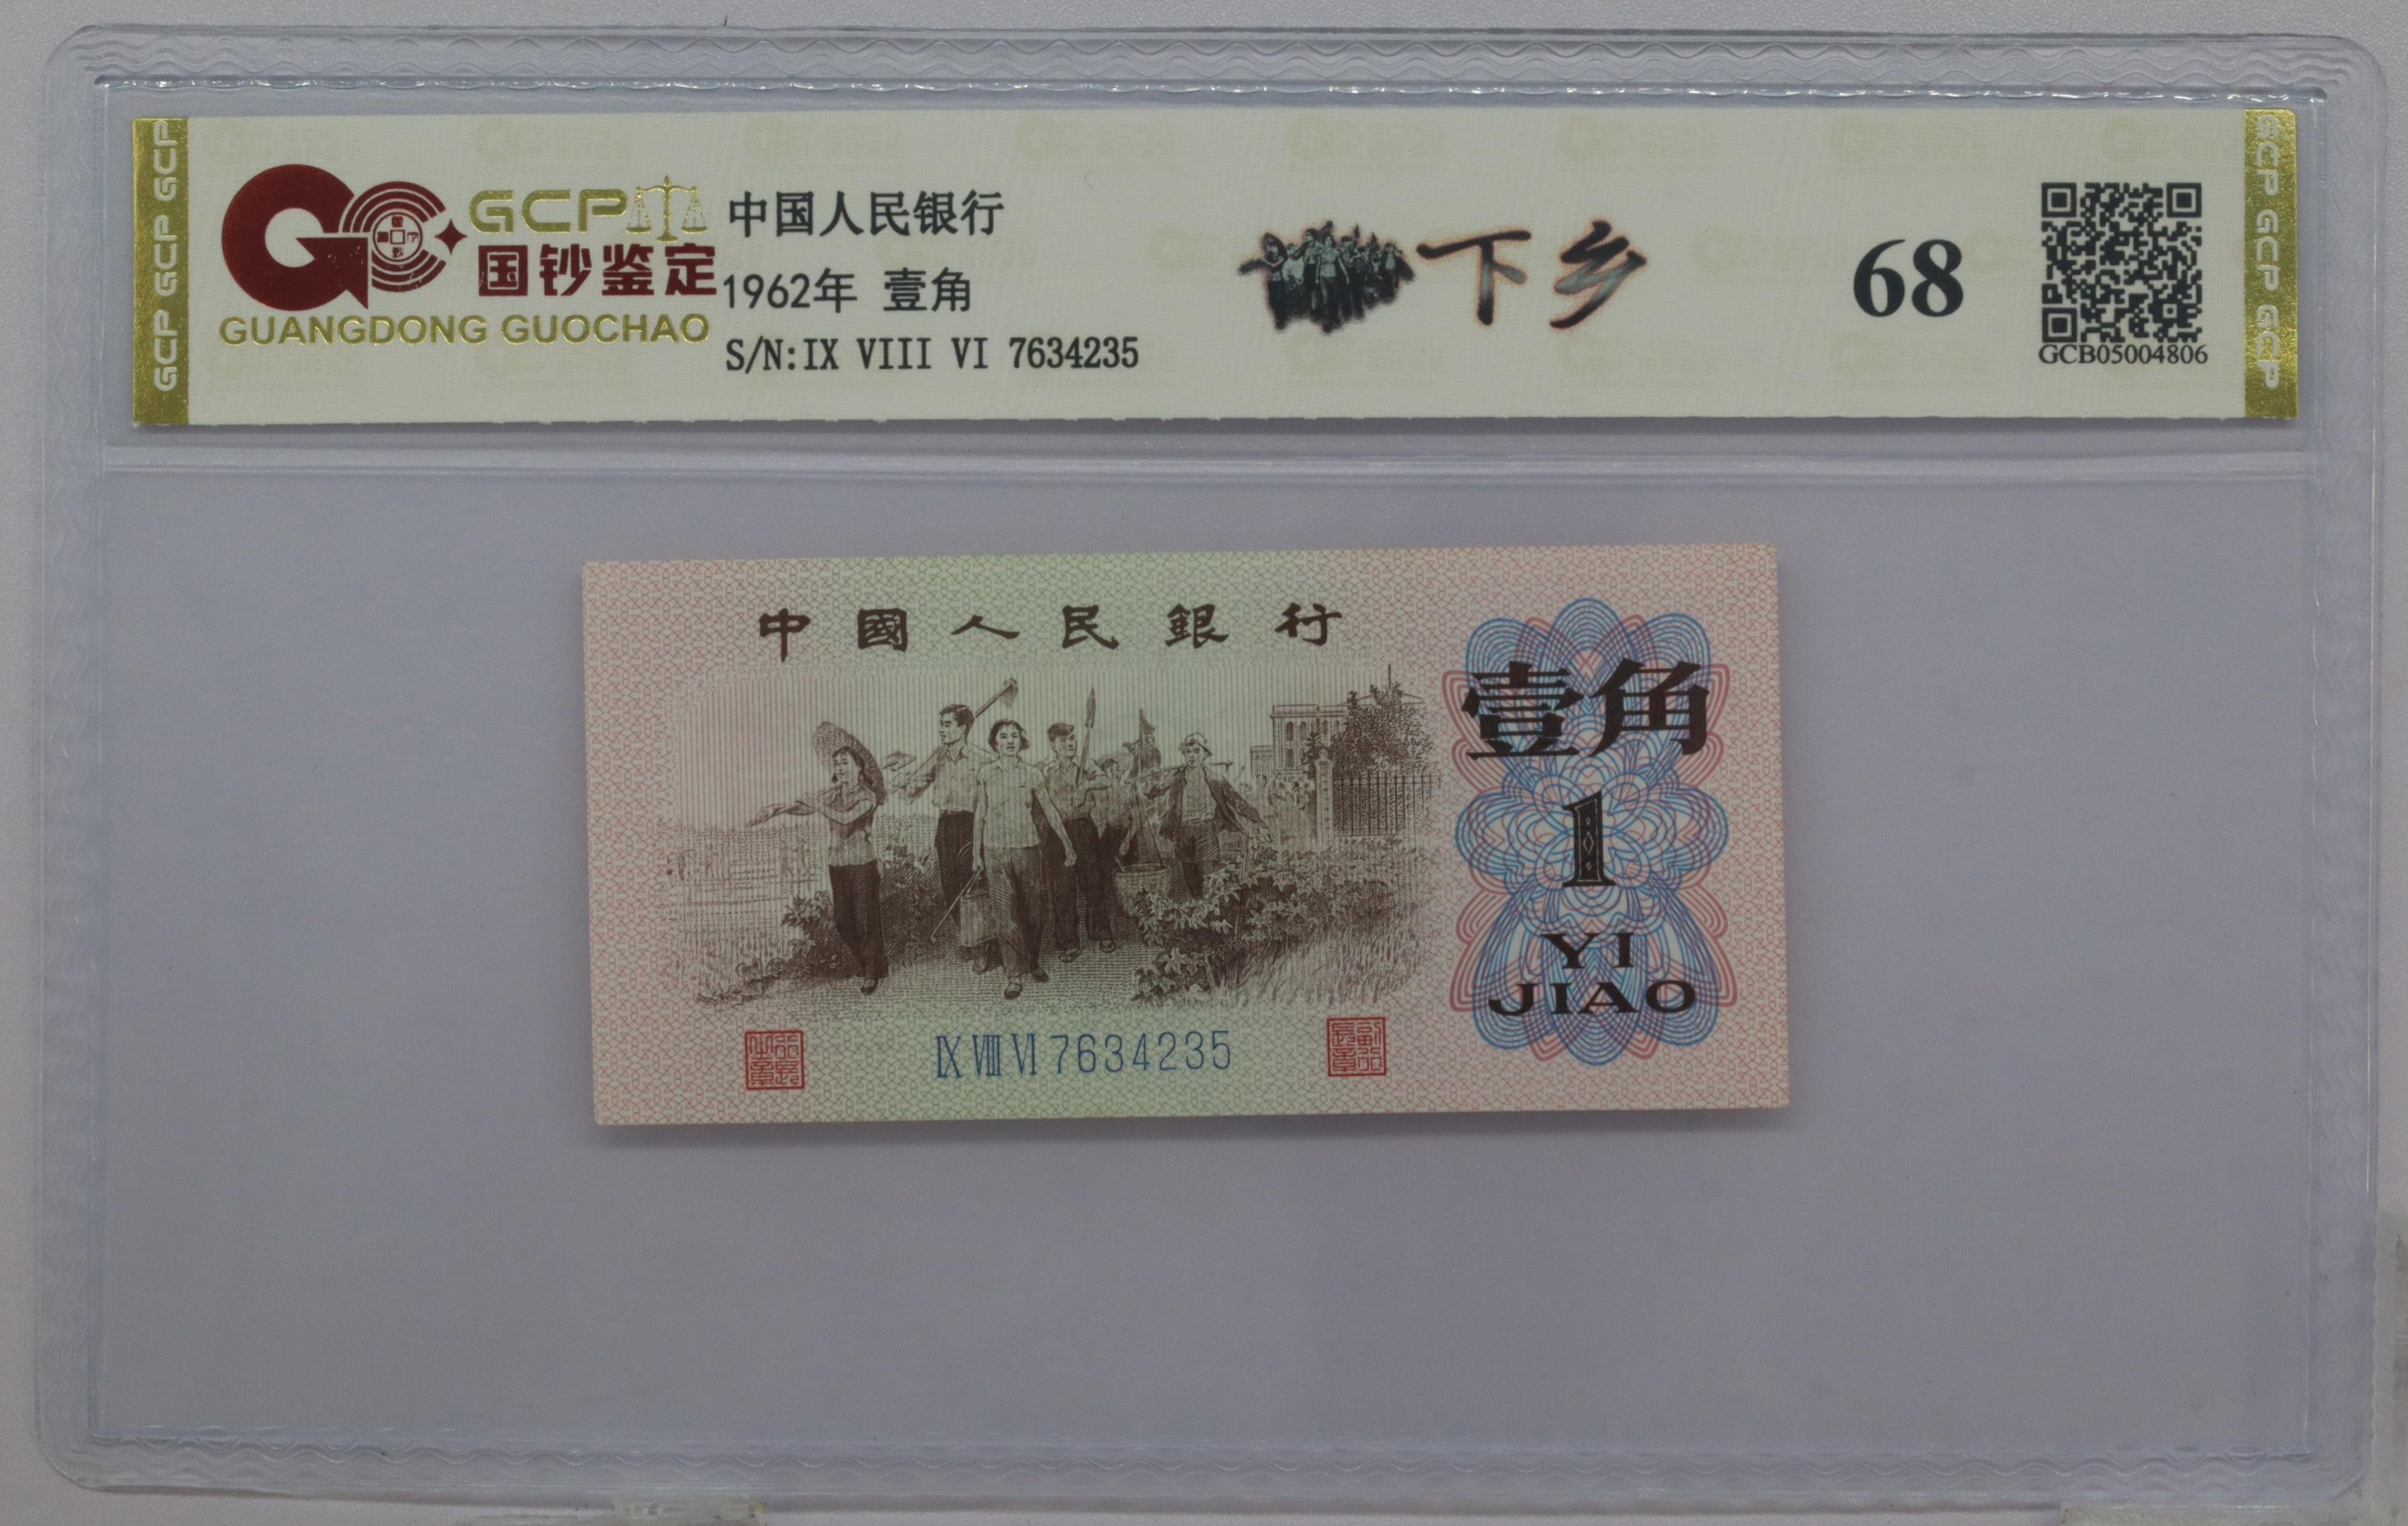 GCP GCP GCP
GCP
国钞鉴定
GUANGDONG GUOCHAO
中国人民银行
1962年 壹角
S/N:IX VIII VI 7634235
下乡
68
GCB05004806
GCP GCP GCP GCP
中國人民銀行
壹角
1
YI
JIAO
IX VIII VI 7634235